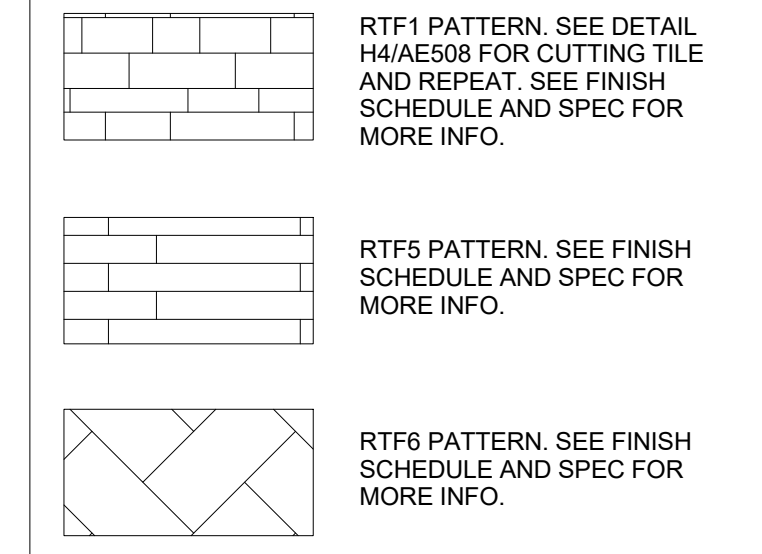 RTF1 PATTERN. SEE DETAIL
H4/AE508 FOR CUTTING TILE
AND REPEAT. SEE FINISH
SCHEDULE AND SPEC FOR
MORE INFO.
RTF5 PATTERN. SEE FINISH
SCHEDULE AND SPEC FOR
MORE INFO.
RTF6 PATTERN. SEE FINISH
SCHEDULE AND SPEC FOR
MORE INFO.